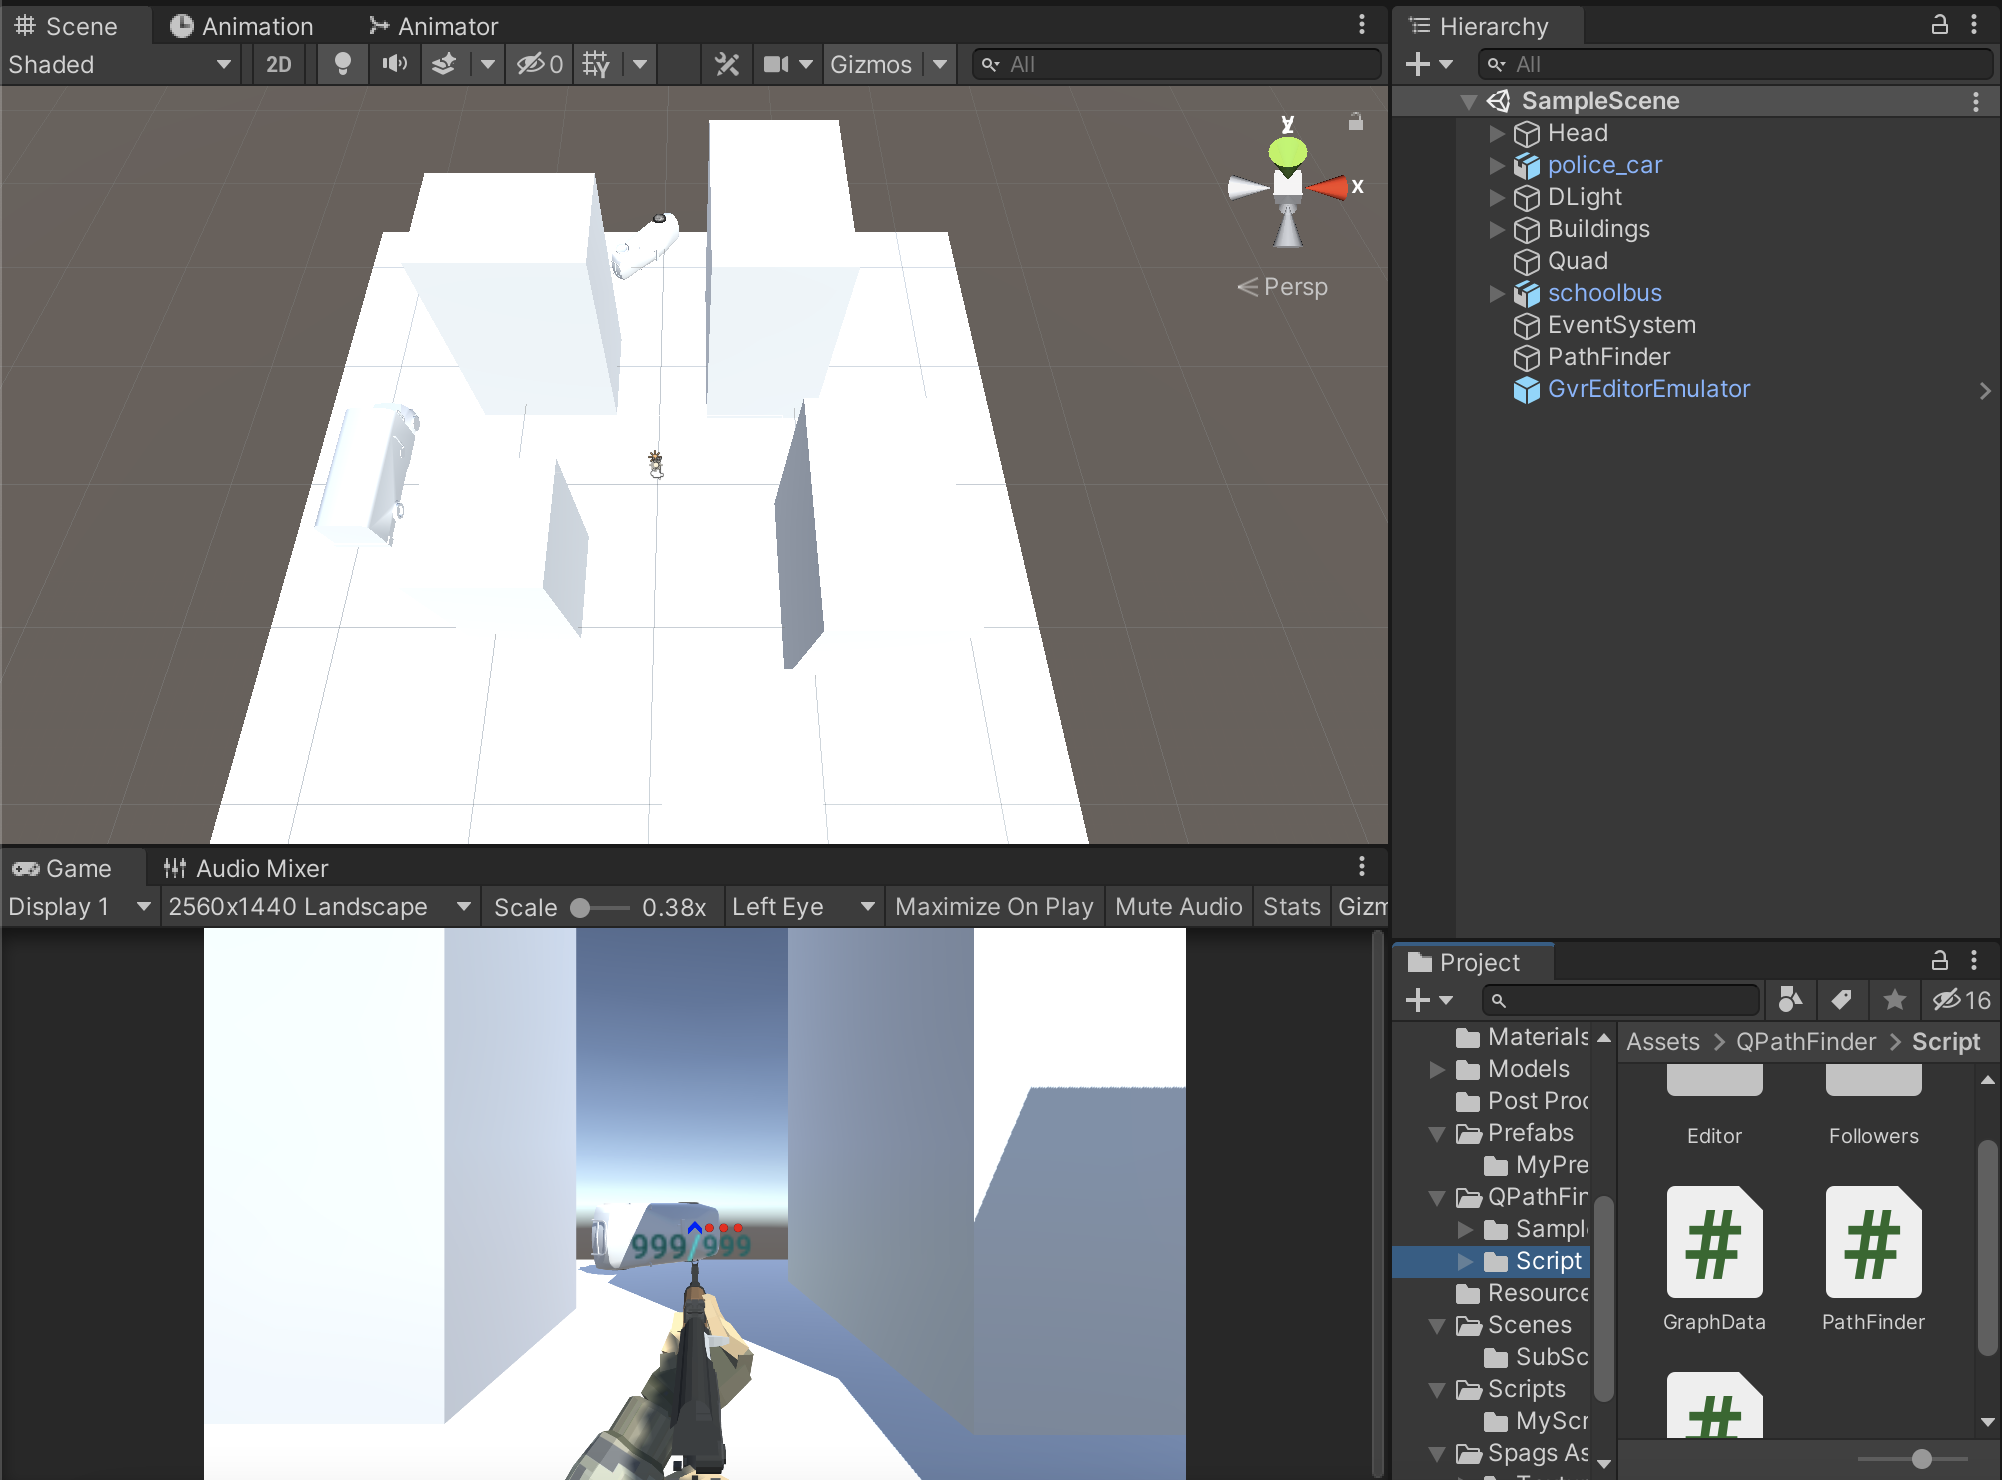 Scene Animation Animator
Shaded 2D 0 Gizmos All
y
x
Persp
Game Audio Mixer
Display 1 2560x1440 Landscape Scale 0.38x Left Eye Maximize On Play Mute Audio Stats Gizm
999/999
Hierarchy
All
SampleScene
Head
police_car
DLight
Buildings
Quad
schoolbus
EventSystem
PathFinder
GvrEditorEmulator
Project
16
Materials
Models
Post Proc
Prefabs
MyPre
QPathFin
Sampl
Script
Resource
Scenes
SubSc
Scripts
MyScr
Spags As
Assets > QPathFinder > Script
Editor Followers
GraphData PathFinder